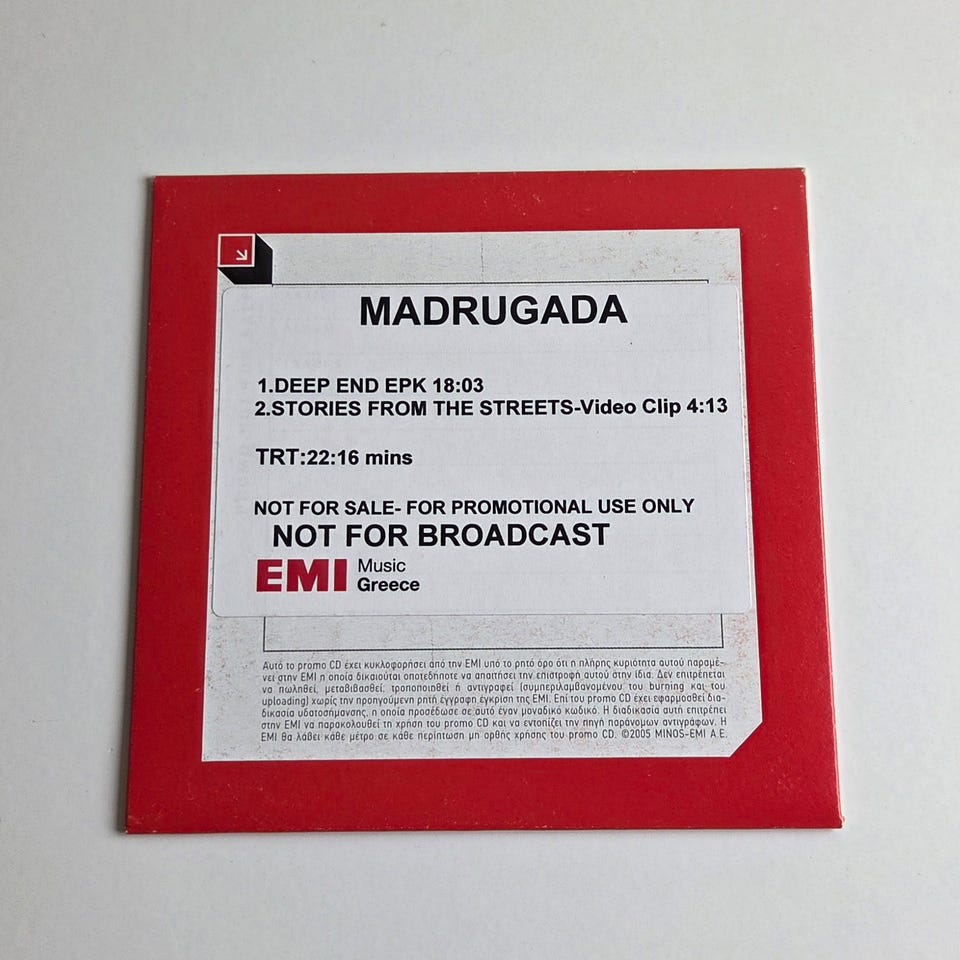 MADRUGADA
1.DEEP END EPK 18:03
2.STORIES FROM THE STREETS-Video Clip 4:13
TRT:22:16 mins
NOT FOR SALE- FOR PROMOTIONAL USE ONLY
NOT FOR BROADCAST
EMI Music
Greece
Αυτό το promo CD έχει κυκλοφορήσει από την EMI υπό το ρητό όρο ότι η πλήρης κυριότητα αυτού παραμέ-
νει στην EMI η οποία δικαιούται οποτεδήποτε να απαιτήσει την επιστροφή αυτού στην ίδια. Δεν επιτρέπεται
να πωληθεί, μεταβιβασθεί, τροποποιηθεί ή αντιγραφεί (συμπεριλαμβανομένου του burning και του
uploading) χωρίς την προηγούμενη ρητή έγγραφη έγκριση της EMI. Επί του promo CD έχει εφαρμοσθεί δια-
δικασία υδατοσήμανσης, η οποία προσέδωσε σε αυτό έναν μοναδικό κωδικό. Η διαδικασία αυτή επιτρέπει
στην EMI να παρακολουθεί τη χρήση του promo CD και να εντοπίζει την πηγή παράνομων αντιγράφων. Η
EMI θα λάβει κάθε μέτρο σε κάθε περίπτωση μη ορθής χρήσης του promo CD. ©2005 MINOS-EMI A.E.